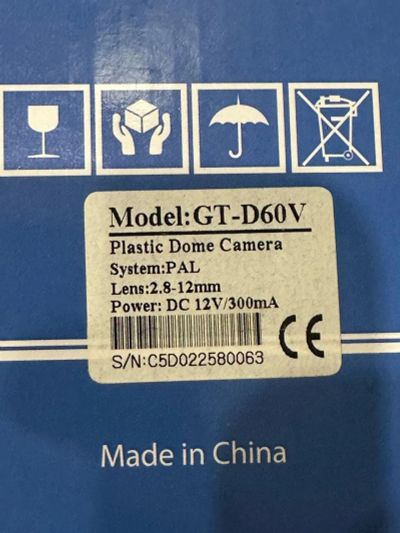 Model:GT-D60V
Plastic Dome Camera
System:PAL
Lens:2.8-12mm
Power: DC 12V/300mA
CE
S/N:C5D022580063
Made in China